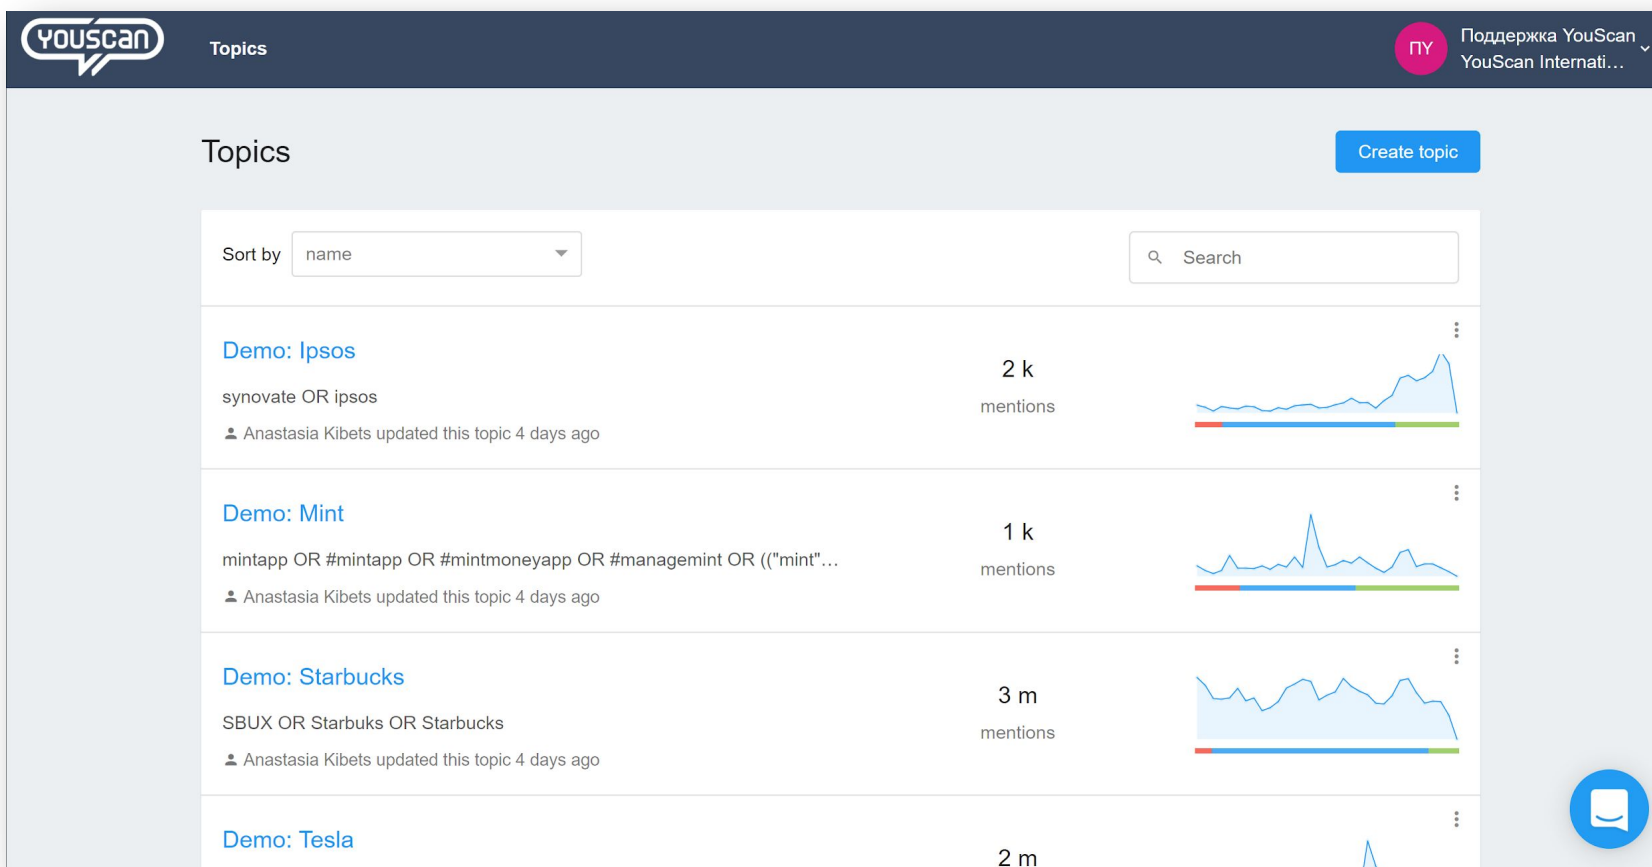 YOUSCAN
Topics
ПY
Поддержка YouScan
YouScan Internati...
Topics
Create topic
Sort by name
Search
Demo: Ipsos
synovate OR ipsos
Anastasia Kibets updated this topic 4 days ago
2 k
mentions
Demo: Mint
mintapp OR #mintapp OR #mintmoneyapp OR #managemint OR (("mint"...
Anastasia Kibets updated this topic 4 days ago
1 k
mentions
Demo: Starbucks
SBUX OR Starbuks OR Starbucks
Anastasia Kibets updated this topic 4 days ago
3 m
mentions
Demo: Tesla
2 m